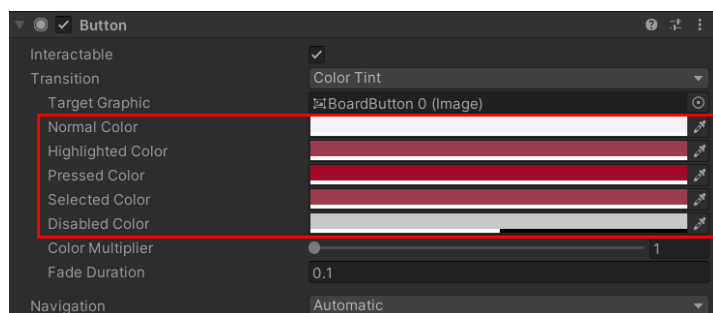 Button
Interactable
Transition Color Tint
Target Graphic BoardButton 0 (Image)
Normal Color
Highlighted Color
Pressed Color
Selected Color
Disabled Color
Color Multiplier 1
Fade Duration 0.1
Navigation Automatic